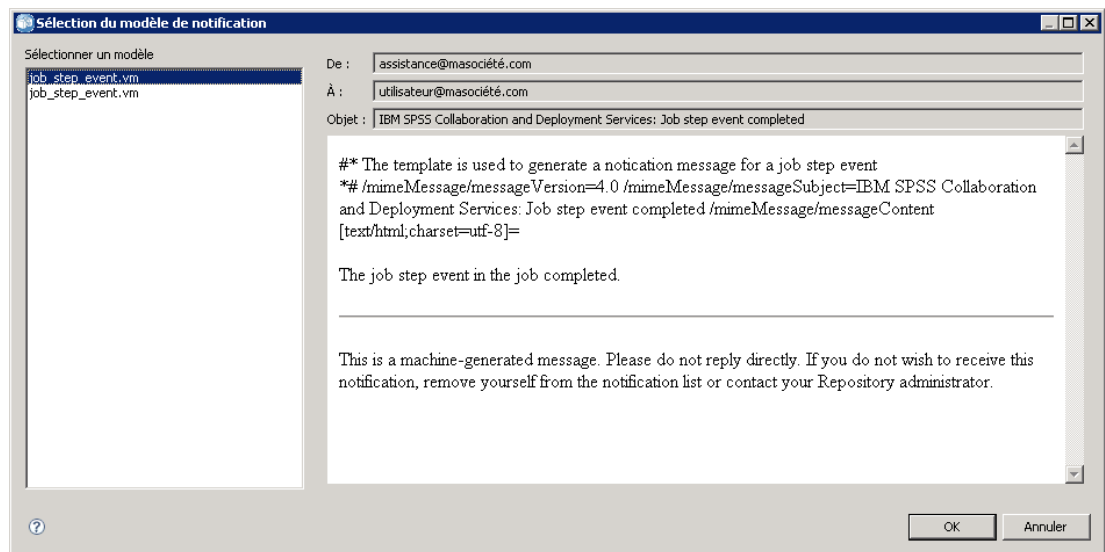 Sélection du modèle de notification
Sélectionner un modèle
job_step_event.vm
job_step_event.vm
De :
assistance@masociété.com
À :
utilisateur@masociété.com
Objet :
IBM SPSS Collaboration and Deployment Services: Job step event completed
#* The template is used to generate a notication message for a job step event
*# /mimeMessage/messageVersion=4.0 /mimeMessage/messageSubject=IBM SPSS Collaboration
and Deployment Services: Job step event completed /mimeMessage/messageContent
[text/html;charset=utf-8]=
The job step event in the job completed.
This is a machine-generated message. Please do not reply directly. If you do not wish to receive this
notification, remove yourself from the notification list or contact your Repository administrator.
?
OK
Annuler